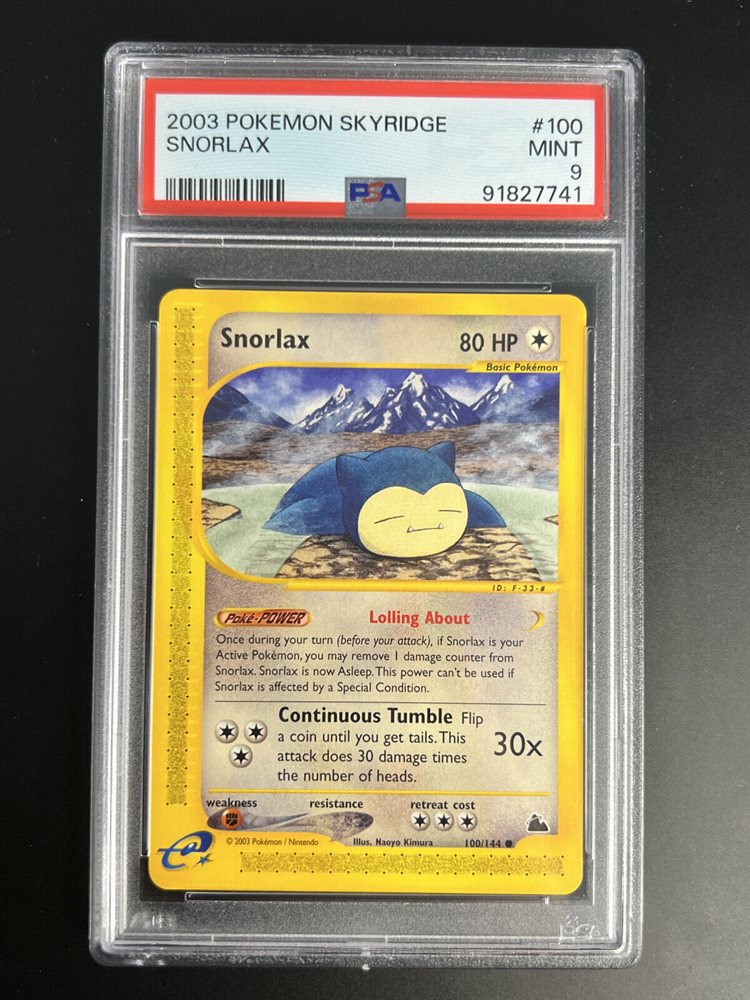 2003 POKEMON SKYRIDGE #100
SNORLAX MINT
9
PSA 91827741
Snorlax 80 HP
Basic Pokémon
ID: F-33-#
Poké-POWER Lolling About
Once during your turn (before your attack), if Snorlax is your
Active Pokémon, you may remove 1 damage counter from
Snorlax. Snorlax is now Asleep. This power can't be used if
Snorlax is affected by a Special Condition.
Continuous Tumble Flip
a coin until you get tails. This
attack does 30 damage times
the number of heads.
30x
weakness resistance retreat cost
© 2003 Pokémon / Nintendo Illus. Naoyo Kimura 100/144
e